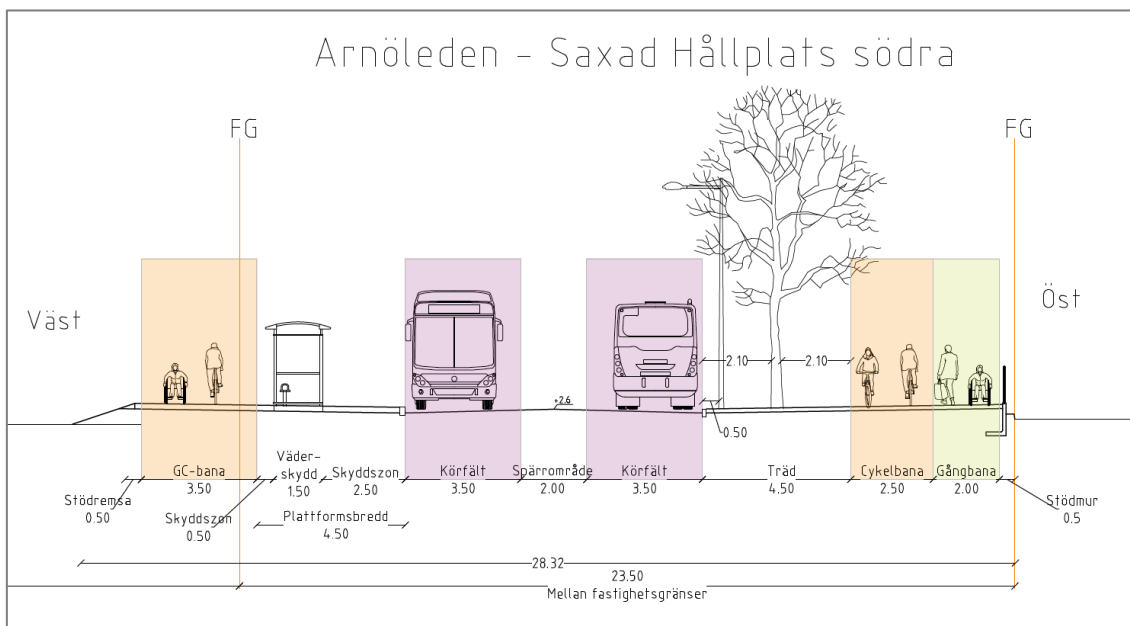 Arnöleden - Saxad Hållplats södra
FG
FG
Väst
Öst
2.10
2.10
+2.6
0.50
GC-bana
3.50
Väder-
skydd
1.50
Skyddszon
2.50
Körfält
3.50
Spärrområde
2.00
Körfält
3.50
Träd
4.50
Cykelbana
2.50
Gångbana
2.00
Stödremsa
0.50
Skyddszon
0.50
Plattformsbredd
4.50
Stödmur
0.5
28.32
23.50
Mellan fastighetsgränser